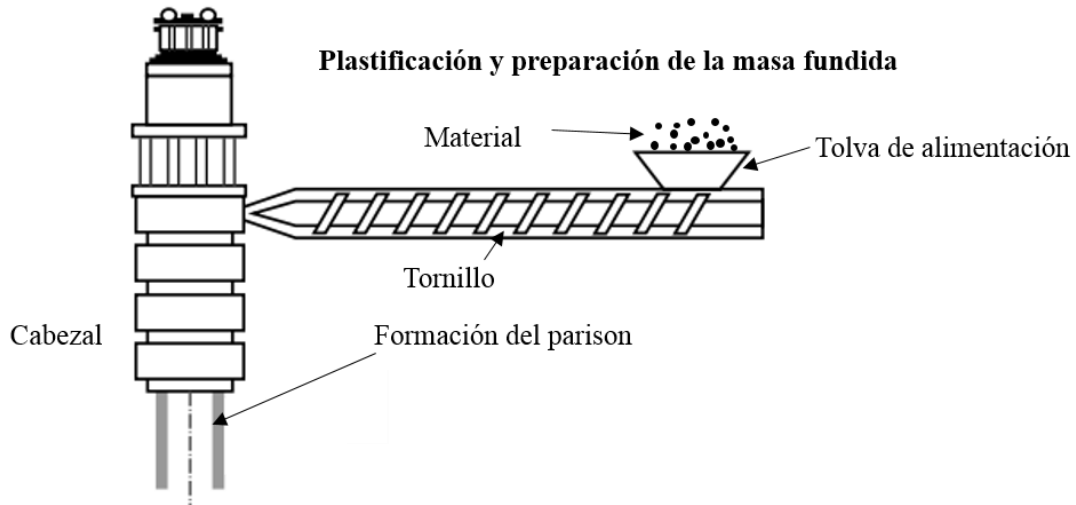 Plastificación y preparación de la masa fundida
Material
Tolva de alimentación
Tornillo
Cabezal
Formación del parison